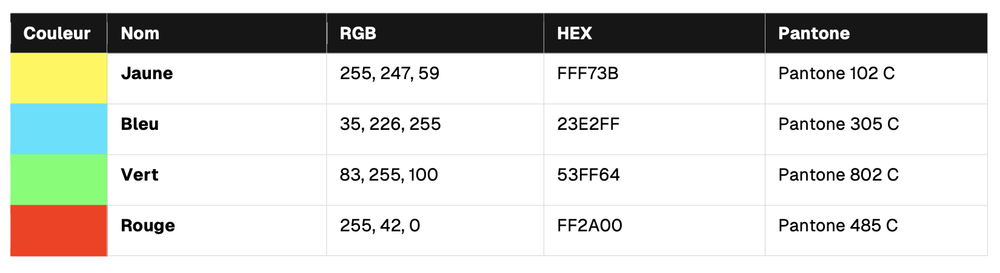 Couleur Nom RGB HEX Pantone
Jaune 255, 247, 59 FFF73B Pantone 102 C
Bleu 35, 226, 255 23E2FF Pantone 305 C
Vert 83, 255, 100 53FF64 Pantone 802 C
Rouge 255, 42, 0 FF2A00 Pantone 485 C